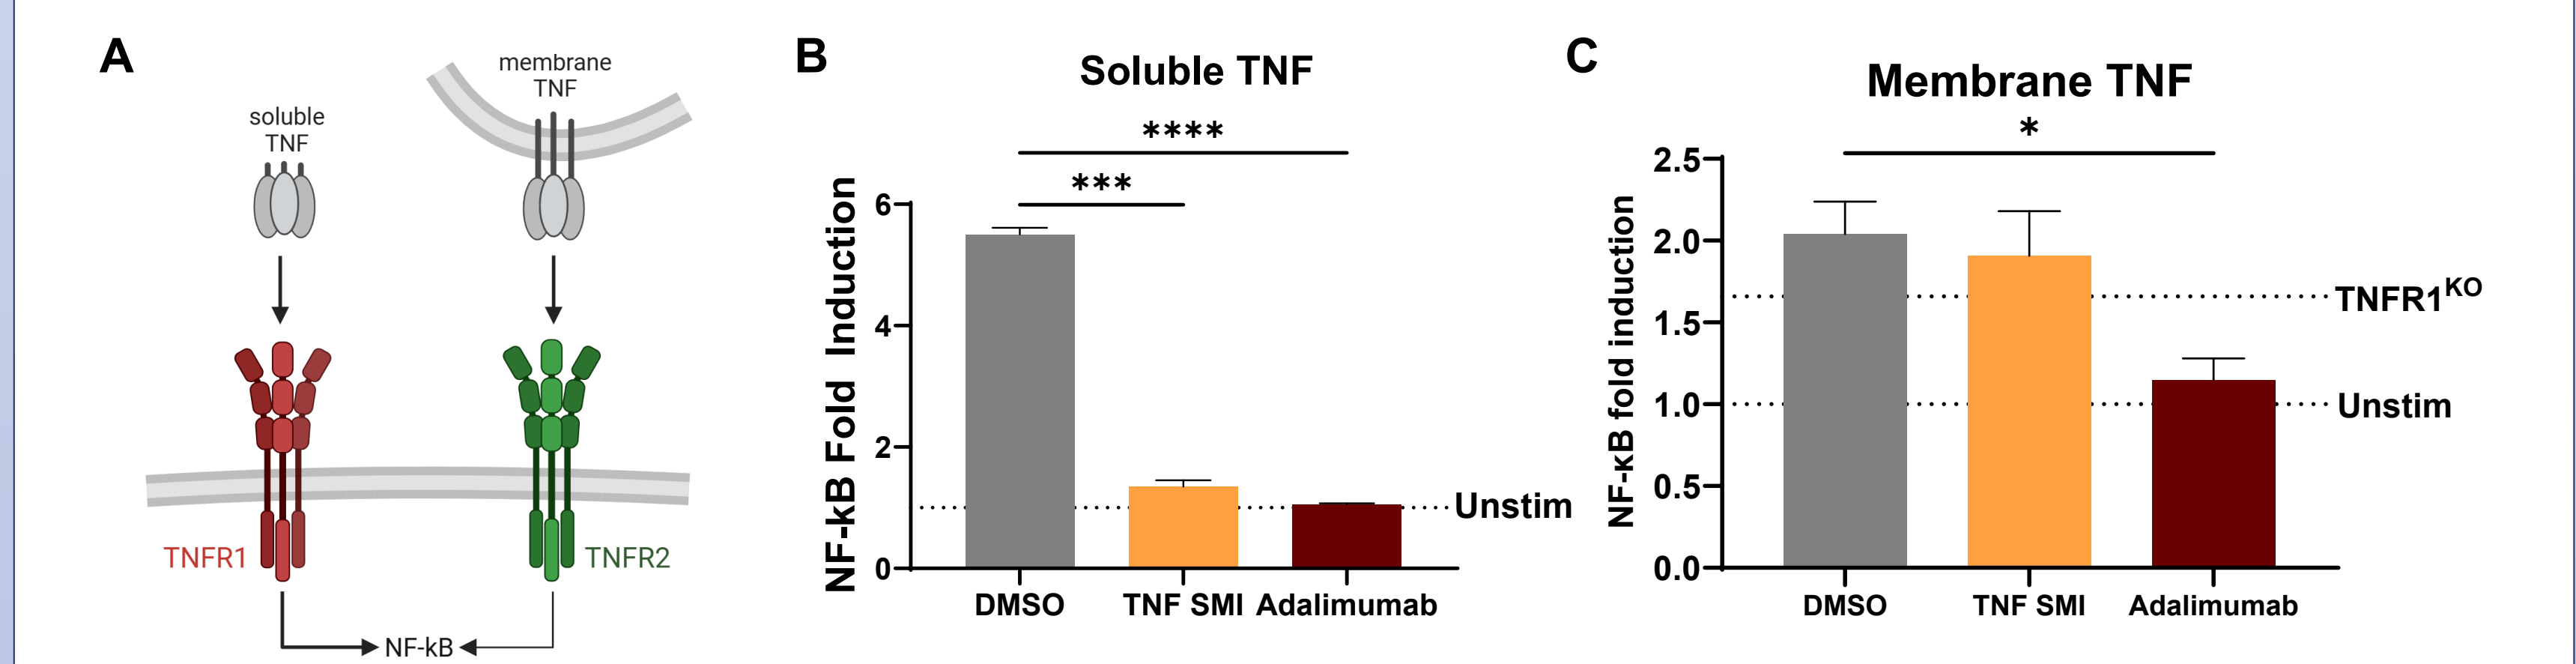 A
soluble
TNF
membrane
TNF
TNFR1
TNFR2
NF-kB
B
Soluble TNF
****
***
NF-kB Fold Induction
6
4
2
0
Unstim
DMSO
TNF SMI
Adalimumab
C
Membrane TNF
*
NF-κB fold induction
2.5
2.0
1.5
1.0
0.5
0.0
TNFR1KO
Unstim
DMSO
TNF SMI
Adalimumab